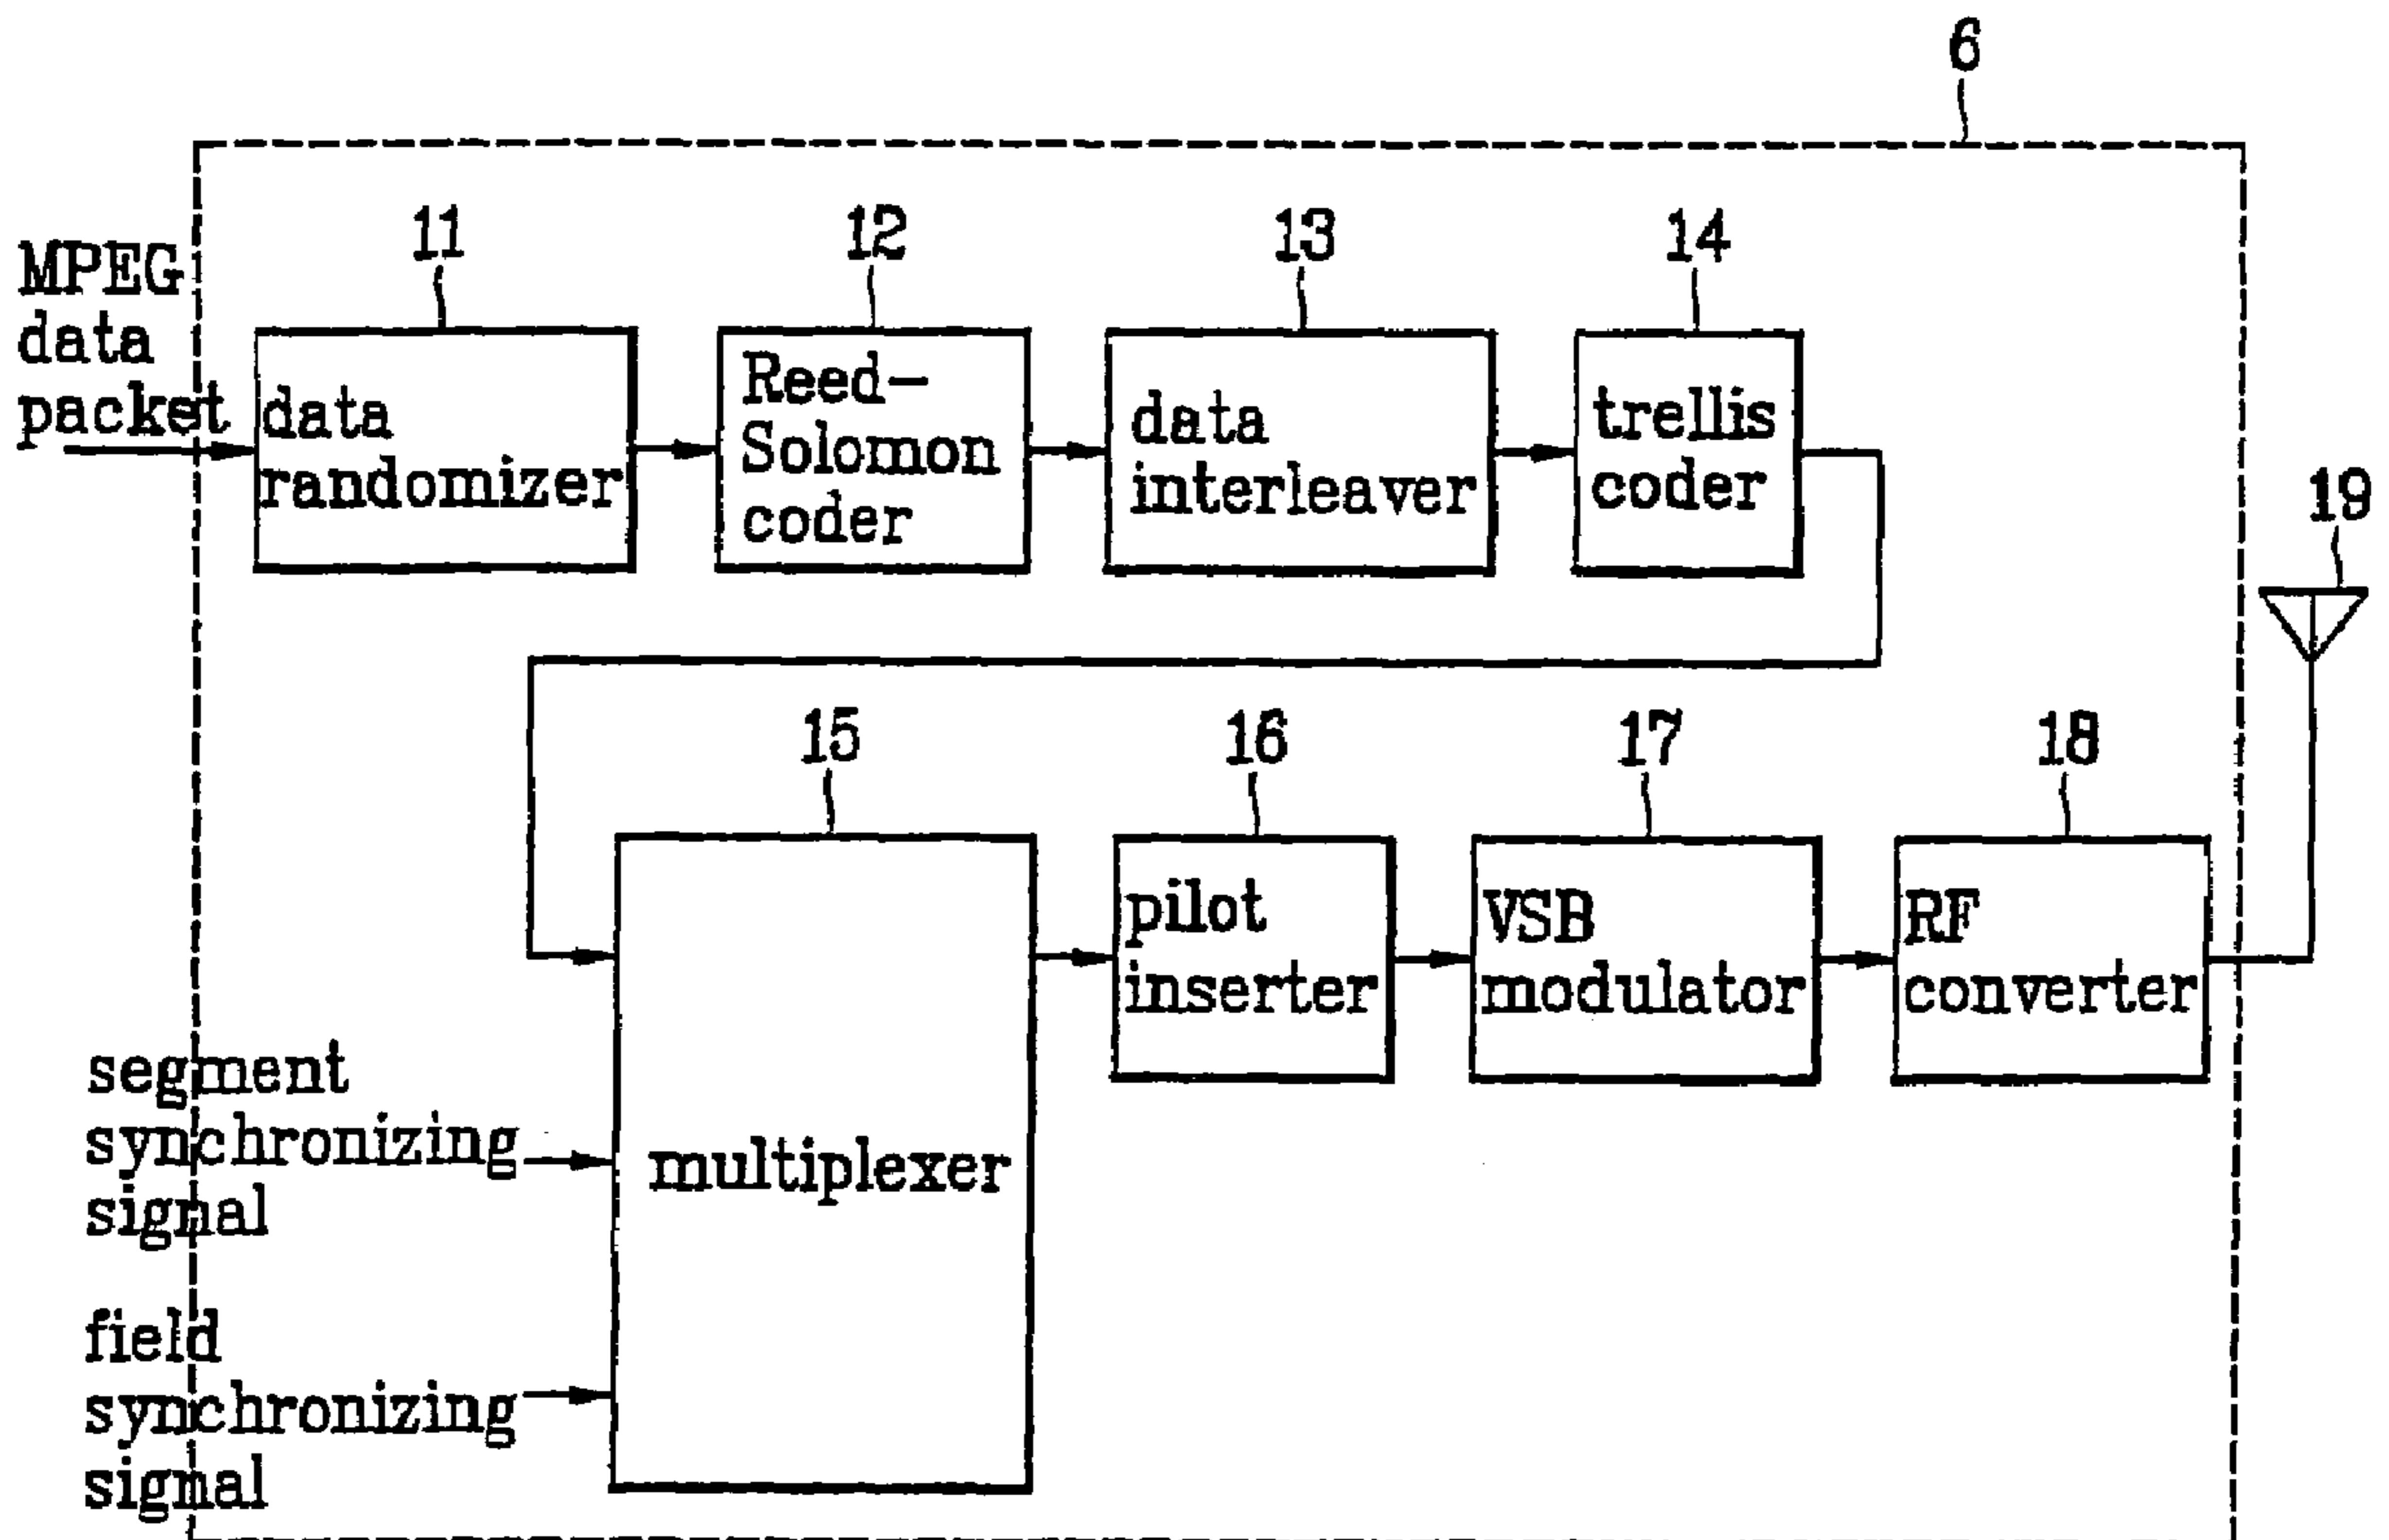 6
11
12
13
14
MPEG
data
packet
data
randomizer
Reed-
Solomon
coder
data
interleaver
trellis
coder
19
15
16
17
18
multiplexer
pilot
inserter
VSB
modulator
RF
converter
segment
synchronizing
signal
field
synchronizing
signal